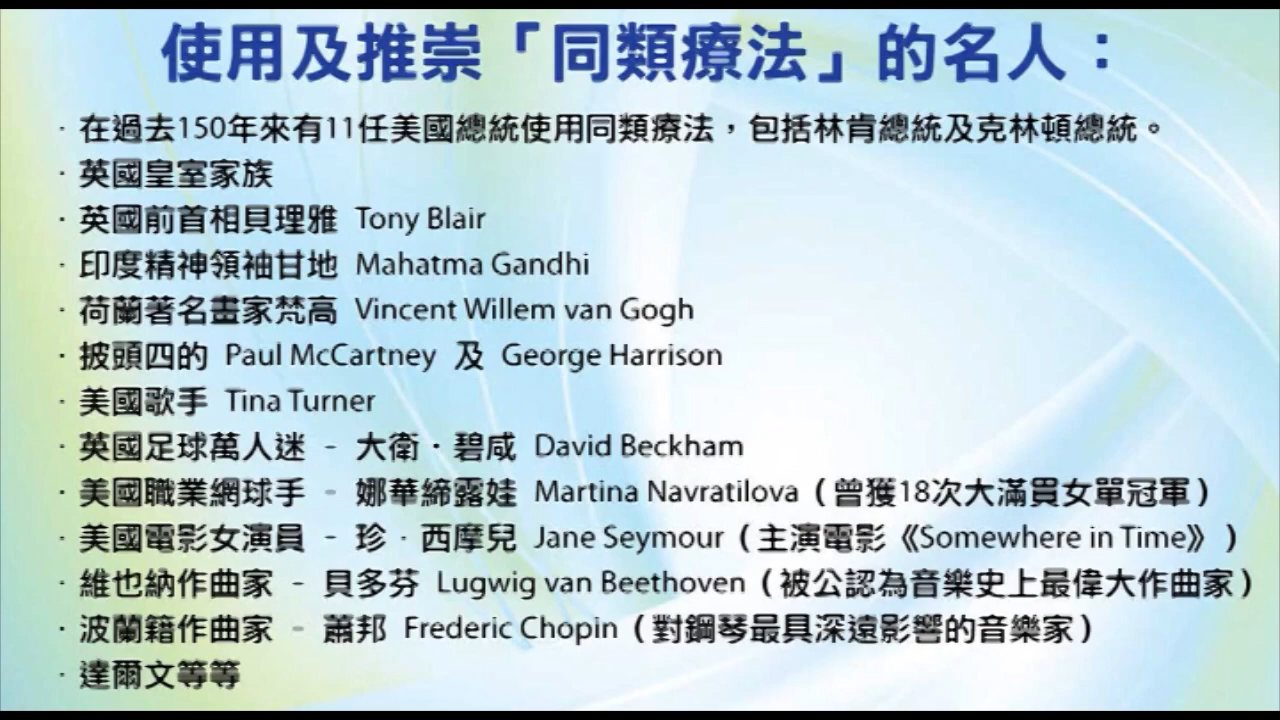 使用及推崇「同類療法」的名人：
· 在過去150年來有11任美國總統使用同類療法，包括林肯總統及克林頓總統。
· 英國皇室家族
· 英國前首相貝理雅 Tony Blair
· 印度精神領袖甘地 Mahatma Gandhi
· 荷蘭著名畫家梵高 Vincent Willem van Gogh
· 披頭四的 Paul McCartney 及 George Harrison
· 美國歌手 Tina Turner
· 英國足球萬人迷 - 大衛·碧咸 David Beckham
· 美國職業網球手 - 娜華締露娃 Martina Navratilova（曾獲18次大滿貫女單冠軍）
· 美國電影女演員 - 珍·西摩兒 Jane Seymour（主演電影《Somewhere in Time》）
· 維也納作曲家 - 貝多芬 Lugwig van Beethoven（被公認為音樂史上最偉大作曲家）
· 波蘭籍作曲家 - 蕭邦 Frederic Chopin（對鋼琴最具深遠影響的音樂家）
· 達爾文等等